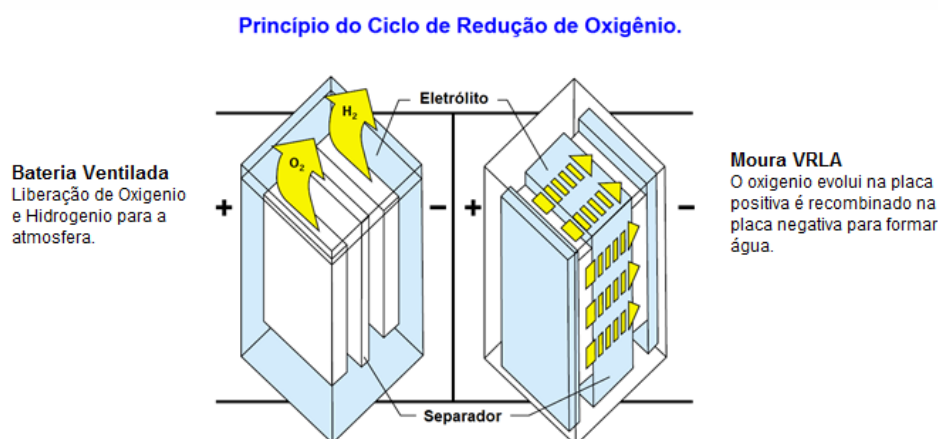 Princípio do Ciclo de Redução de Oxigênio.
Bateria Ventilada
Liberação de Oxigenio
e Hidrogenio para a
atmosfera.
+
O₂
H₂
−
Eletrólito
Separador
+
−
Moura VRLA
O oxigenio evolui na placa
positiva é recombinado na
placa negativa para formar
água.